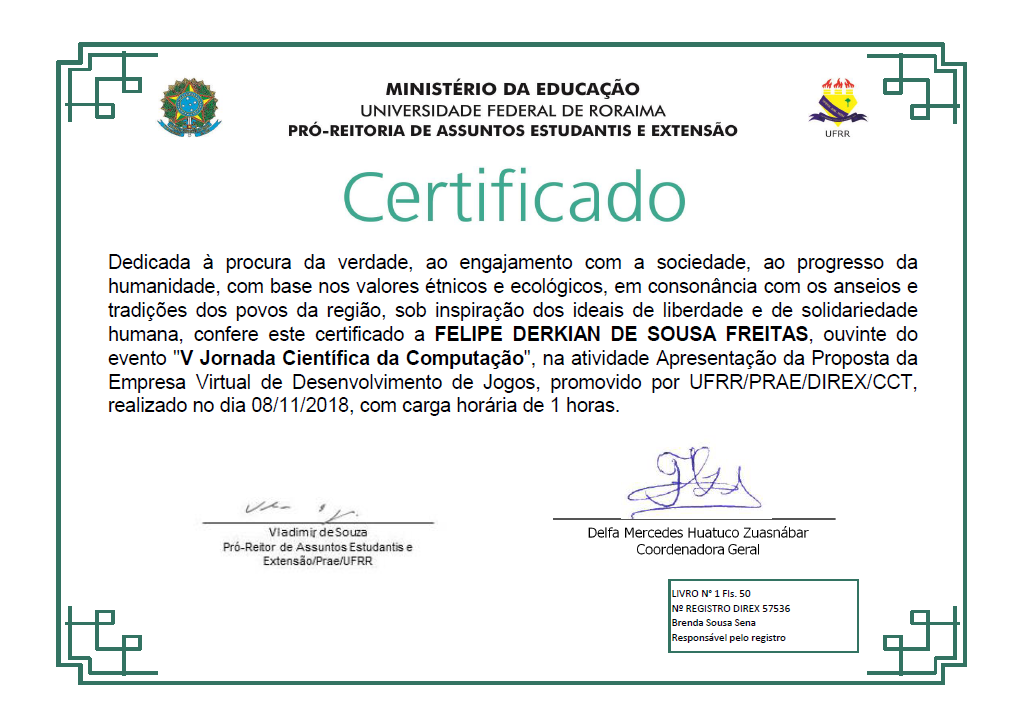 MINISTÉRIO DA EDUCAÇÃO
UNIVERSIDADE FEDERAL DE RORAIMA
PRÓ-REITORIA DE ASSUNTOS ESTUDANTIS E EXTENSÃO
UFRR
Certificado
Dedicada à procura da verdade, ao engajamento com a sociedade, ao progresso da
humanidade, com base nos valores étnicos e ecológicos, em consonância com os anseios e
tradições dos povos da região, sob inspiração dos ideais de liberdade e de solidariedade
humana, confere este certificado a FELIPE DERKIAN DE SOUSA FREITAS, ouvinte do
evento "V Jornada Científica da Computação", na atividade Apresentação da Proposta da
Empresa Virtual de Desenvolvimento de Jogos, promovido por UFRR/PRAE/DIREX/CCT,
realizado no dia 08/11/2018, com carga horária de 1 horas.
Vladimir de Souza
Pró-Reitor de Assuntos Estudantis e
Extensão/Prae/UFRR
Delfa Mercedes Huatuco Zuasnábar
Coordenadora Geral
LIVRO N° 1 Fls. 50
Nº REGISTRO DIREX 57536
Brenda Sousa Sena
Responsável pelo registro